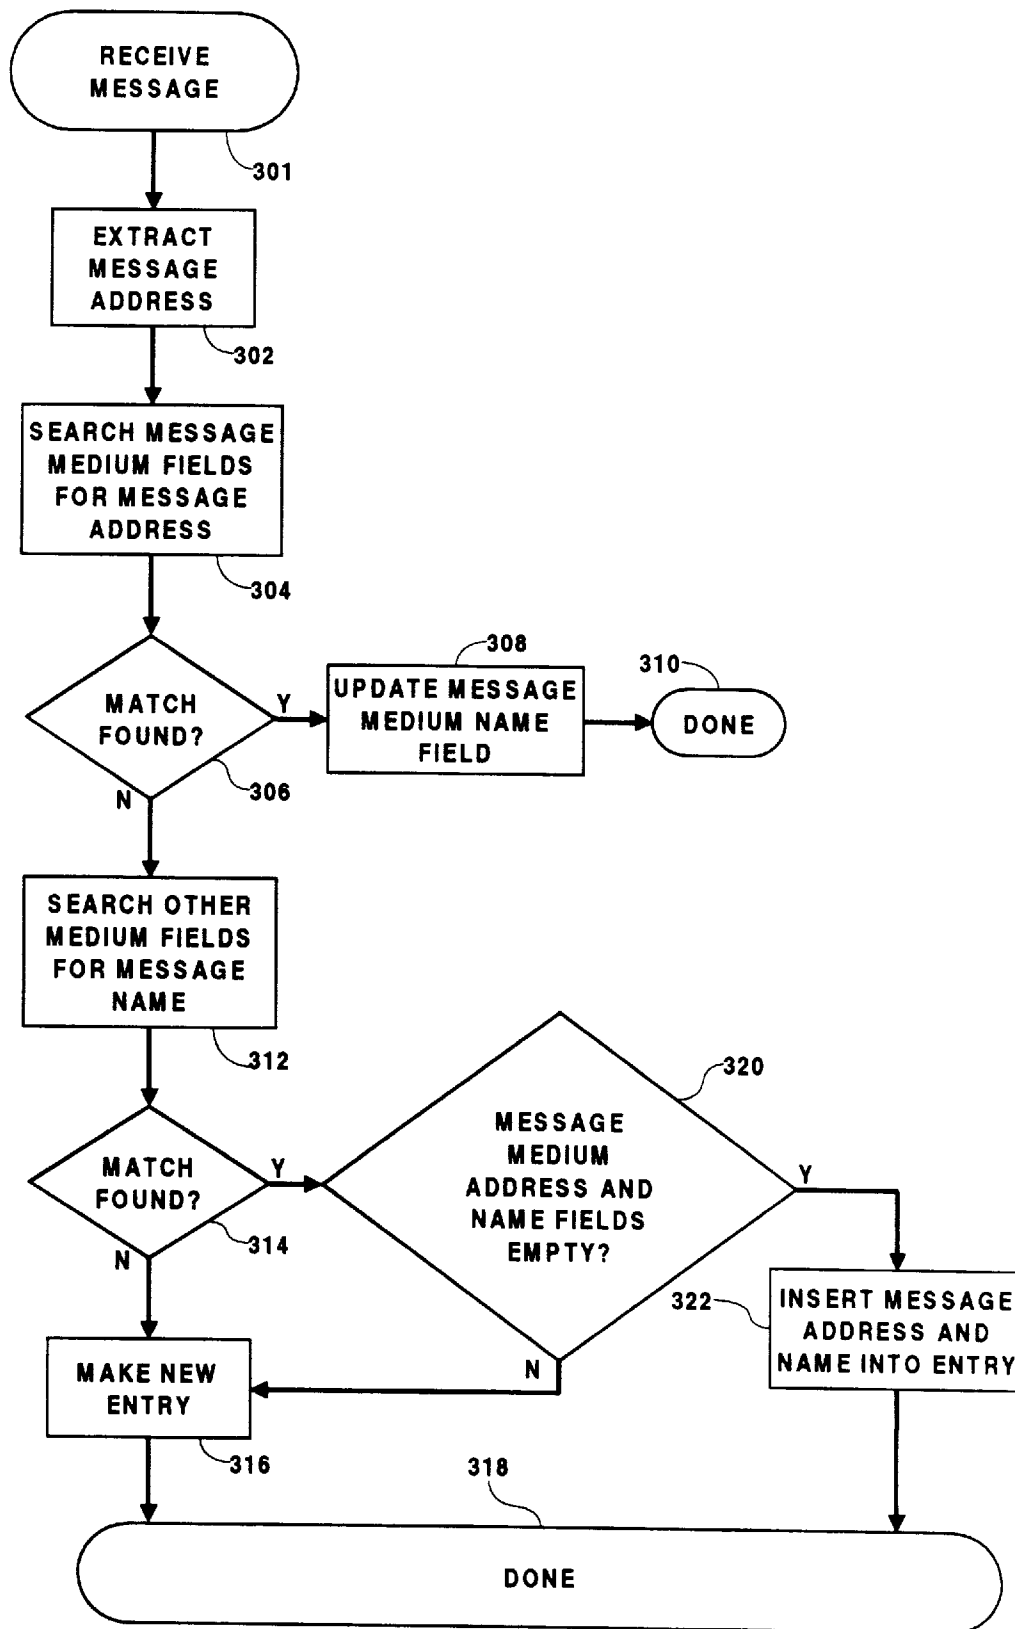 RECEIVE
MESSAGE
301
EXTRACT
MESSAGE
ADDRESS
302
SEARCH MESSAGE
MEDIUM FIELDS
FOR MESSAGE
ADDRESS
304
MATCH
FOUND?
Y
N
306
308
UPDATE MESSAGE
MEDIUM NAME
FIELD
310
DONE
SEARCH OTHER
MEDIUM FIELDS
FOR MESSAGE
NAME
312
MATCH
FOUND?
Y
N
314
320
MESSAGE
MEDIUM
ADDRESS AND
NAME FIELDS
EMPTY?
Y
N
322
INSERT MESSAGE
ADDRESS AND
NAME INTO ENTRY
MAKE NEW
ENTRY
316
318
DONE